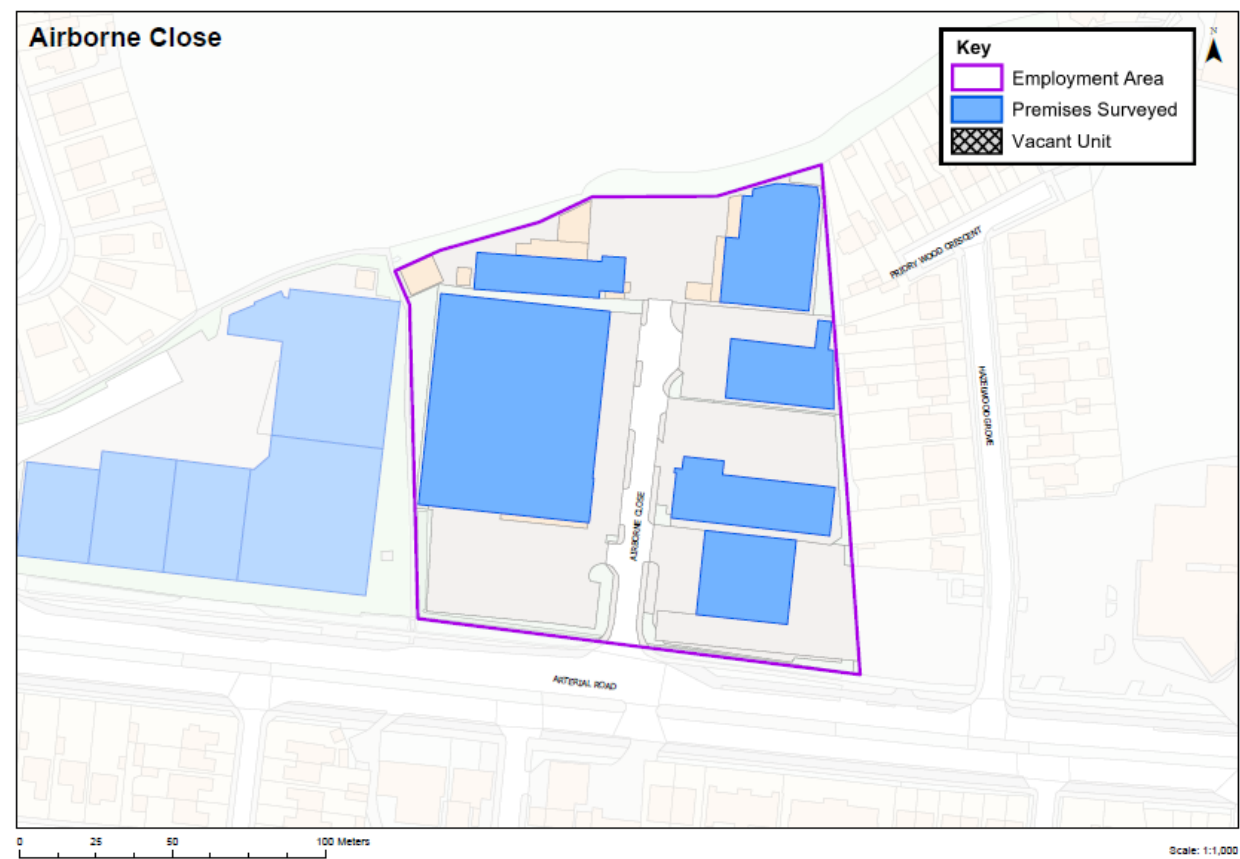 Airborne Close
N
Key
Employment Area
Premises Surveyed
Vacant Unit
PRIORY WOOD CRESCENT
HAZELWOOD GROVE
AIRBORNE CLOSE
ARTERIAL ROAD
0 25 50 100 Meters
Scale: 1:1,000